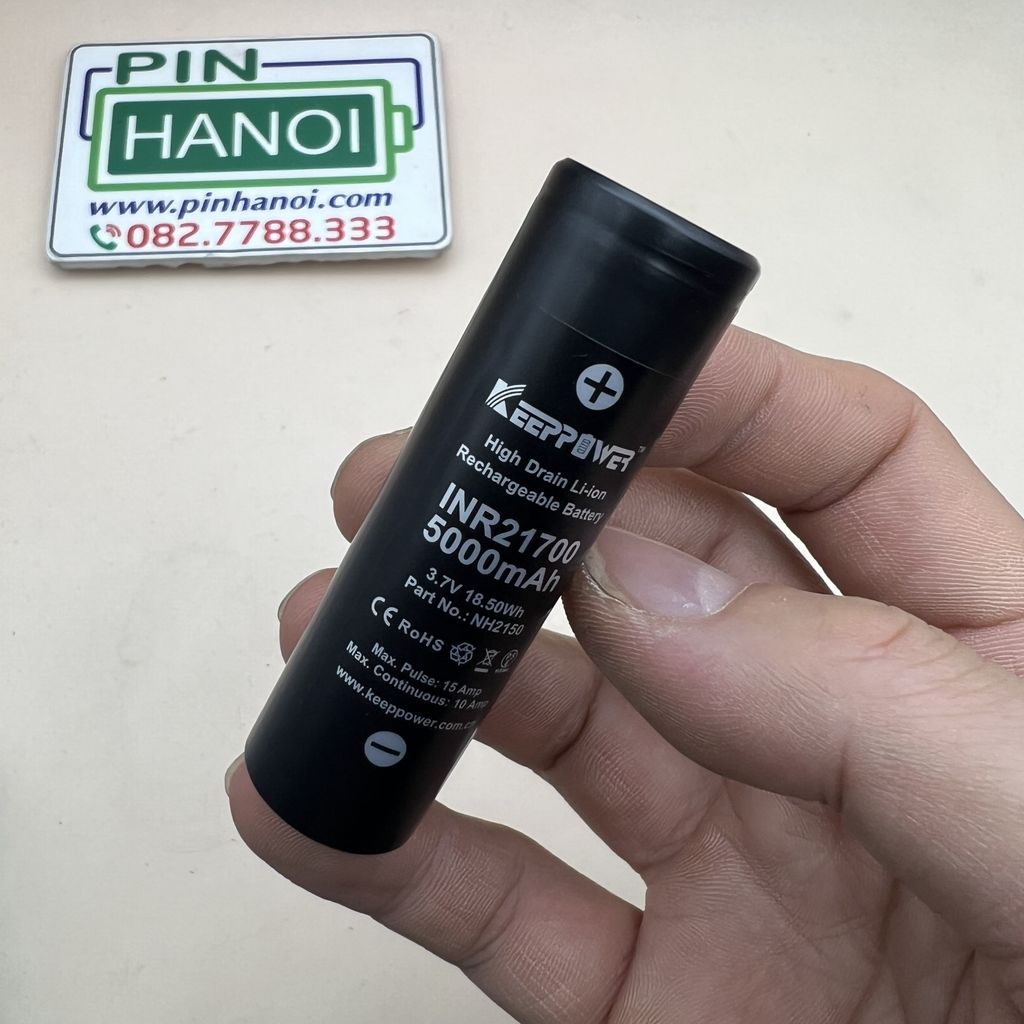 PIN
HANOI
www.pinhanoi.com
082.7788.333
KEEPPOWER™
High Drain Li-ion
Rechargeable Battery
INR21700
5000mAh
3.7V 18.50Wh
Part No.: NH2150
CE RoHS
Max. Pulse: 15 Amp
Max. Continuous: 10 Amp
www.keeppower.com.cn